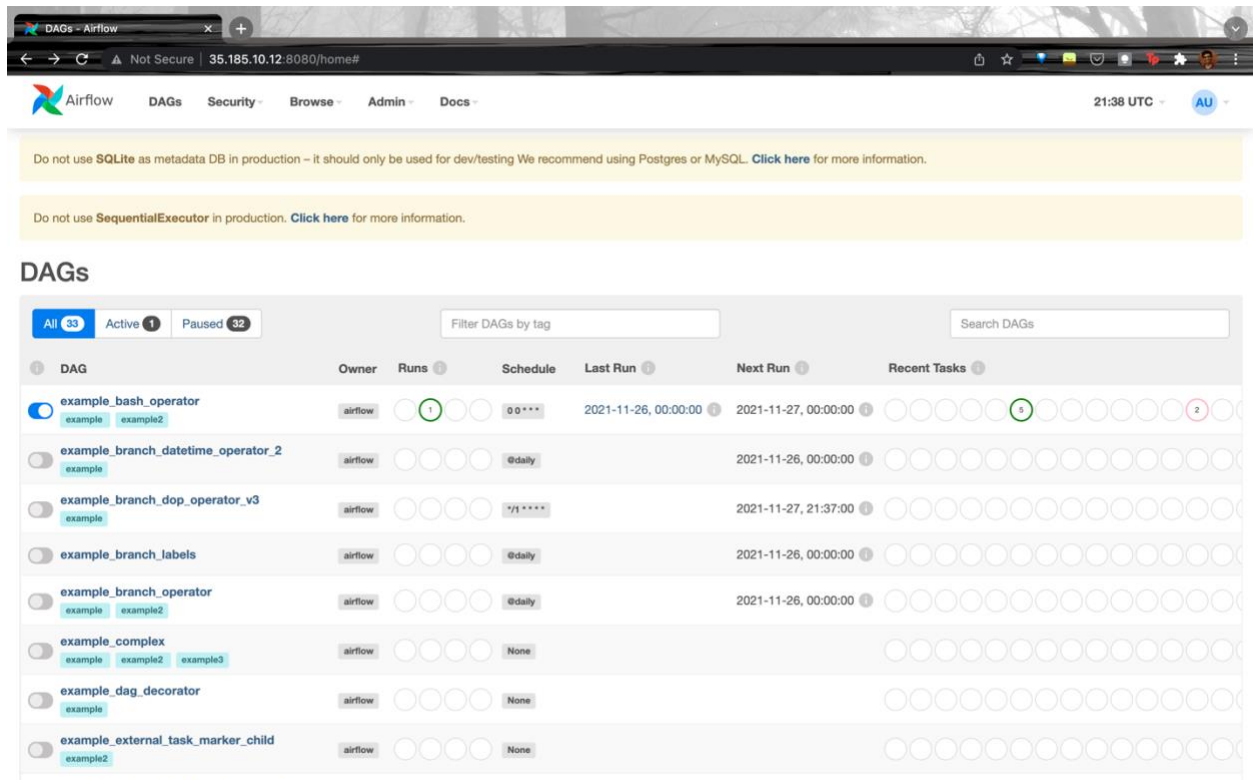 DAGs - Airflow
Not Secure 35.185.10.12:8080/home#
Airflow DAGs Security Browse Admin Docs 21:38 UTC AU
Do not use SQLite as metadata DB in production – it should only be used for dev/testing We recommend using Postgres or MySQL. Click here for more information.
Do not use SequentialExecutor in production. Click here for more information.
DAGs
All 33 Active 1 Paused 32 Filter DAGs by tag Search DAGs
DAG Owner Runs Schedule Last Run Next Run Recent Tasks
example_bash_operator
example example2
airflow 1 0 0 * * * 2021-11-26, 00:00:00 2021-11-27, 00:00:00 5 2
example_branch_datetime_operator_2
example
airflow @daily 2021-11-26, 00:00:00
example_branch_dop_operator_v3
example
airflow */1 * * * * 2021-11-27, 21:37:00
example_branch_labels airflow @daily 2021-11-26, 00:00:00
example_branch_operator
example example2
airflow @daily 2021-11-26, 00:00:00
example_complex
example example2 example3
airflow None
example_dag_decorator
example
airflow None
example_external_task_marker_child
example2
airflow None